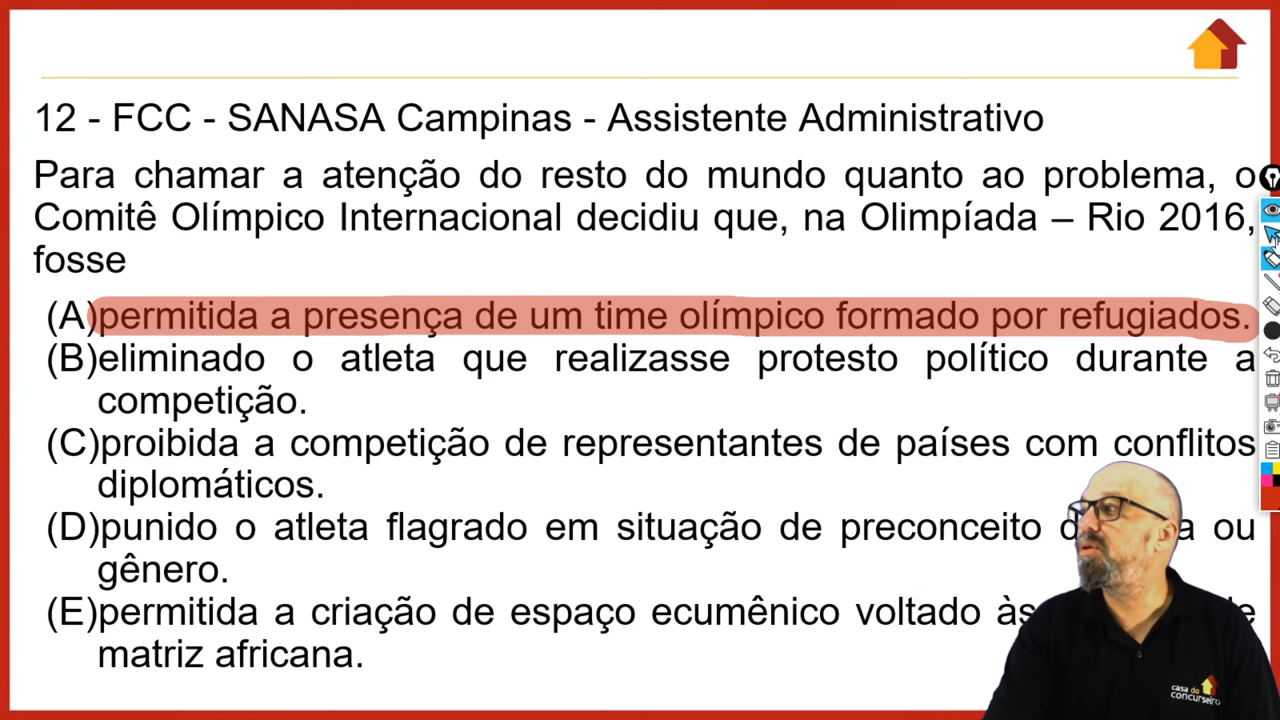 12 - FCC - SANASA Campinas - Assistente Administrativo
Para chamar a atenção do resto do mundo quanto ao problema, o
Comitê Olímpico Internacional decidiu que, na Olimpíada – Rio 2016,
fosse
(A)permitida a presença de um time olímpico formado por refugiados.
(B)eliminado o atleta que realizasse protesto político durante a
competição.
(C)proibida a competição de representantes de países com conflitos
diplomáticos.
(D)punido o atleta flagrado em situação de preconceito ou
gênero.
(E)permitida a criação de espaço ecumênico voltado às
matriz africana.
casa do
concurseiro